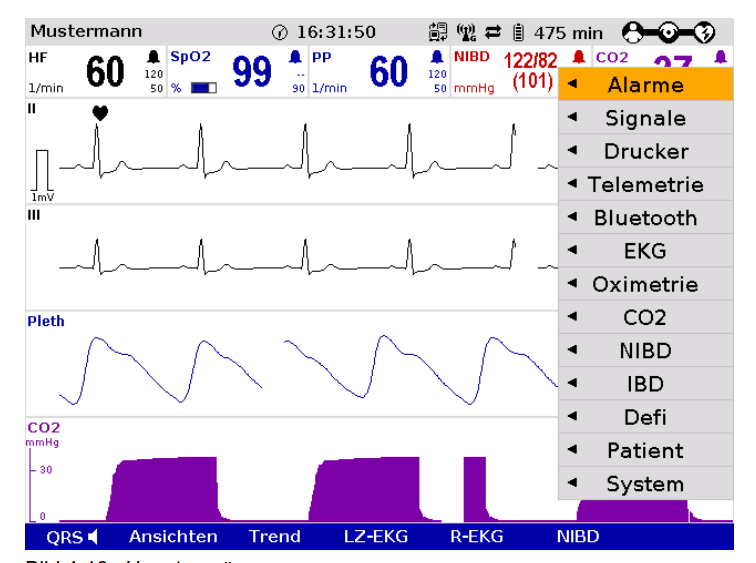 Mustermann 16:31:50 475 min
HF SpO2 PP NIBD 122/82 CO2
60 120 99 -- 60 120 (101)
1/min 50 % 90 1/min 50 mmHg
II
1mV
III
Pleth
CO2
mmHg
30
0
Alarme
Signale
Drucker
Telemetrie
Bluetooth
EKG
Oximetrie
CO2
NIBD
IBD
Defi
Patient
System
QRS Ansichten Trend LZ-EKG R-EKG NIBD